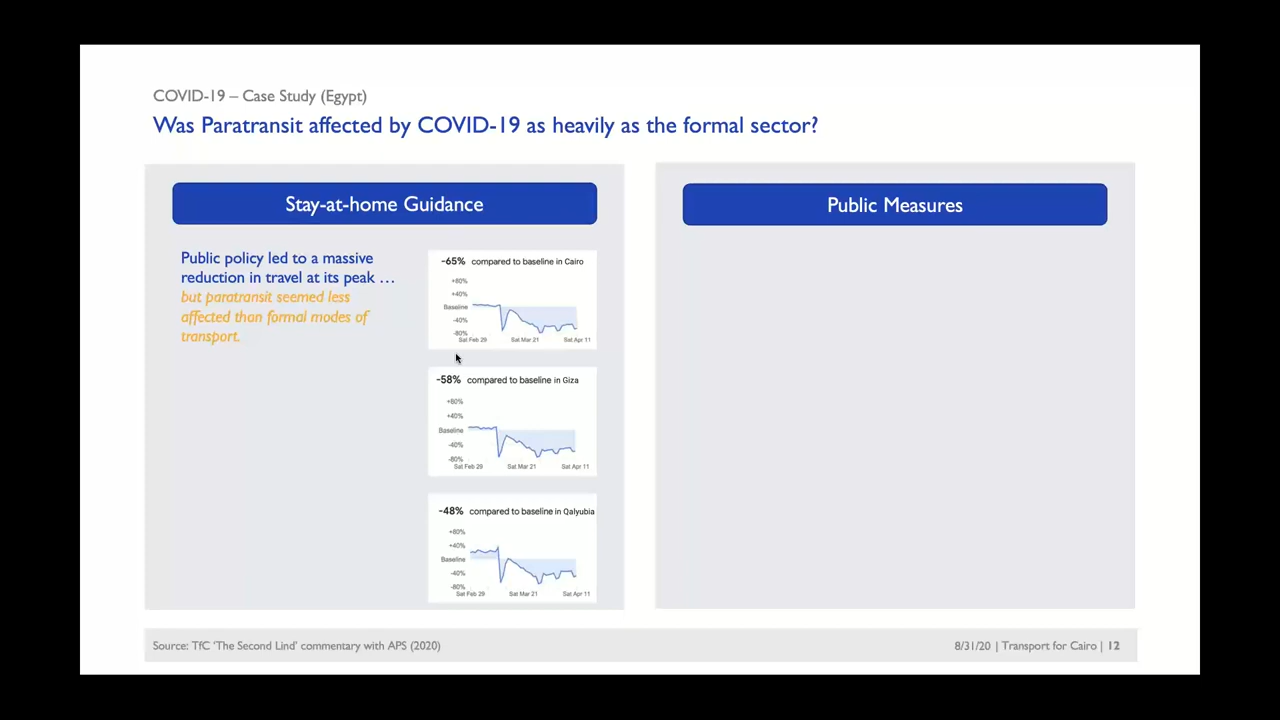 COVID-19 – Case Study (Egypt)
Was Paratransit affected by COVID-19 as heavily as the formal sector?
Stay-at-home Guidance
Public policy led to a massive
reduction in travel at its peak …
but paratransit seemed less
affected than formal modes of
transport.
-65% compared to baseline in Cairo
+80%
+40%
Baseline
-40%
-80%
Sat Feb 29 Sat Mar 21 Sat Apr 11
-58% compared to baseline in Giza
+80%
+40%
Baseline
-40%
-80%
Sat Feb 29 Sat Mar 21 Sat Apr 11
-48% compared to baseline in Qalyubia
+80%
+40%
Baseline
-40%
-80%
Sat Feb 29 Sat Mar 21 Sat Apr 11
Public Measures
Source: TfC 'The Second Lind' commentary with APS (2020)
8/31/20 | Transport for Cairo | 12